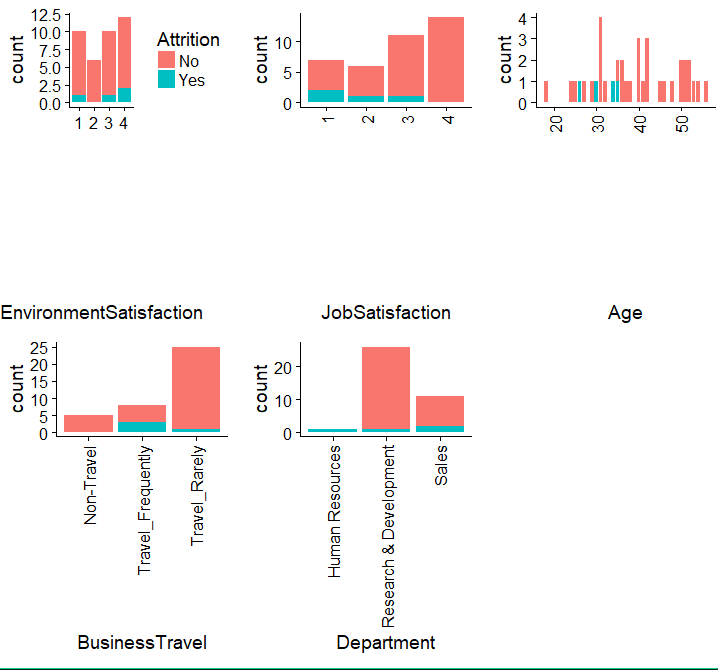 count
12.5
10.0
7.5
5.0
2.5
0.0
1 2 3 4
EnvironmentSatisfaction
Attrition
No
Yes
count
10
5
0
1
2
3
4
JobSatisfaction
count
4
3
2
1
0
20
30
40
50
Age
count
25
20
15
10
5
0
Non-Travel
Travel_Frequently
Travel_Rarely
BusinessTravel
count
20
10
0
Human Resources
Research & Development
Sales
Department